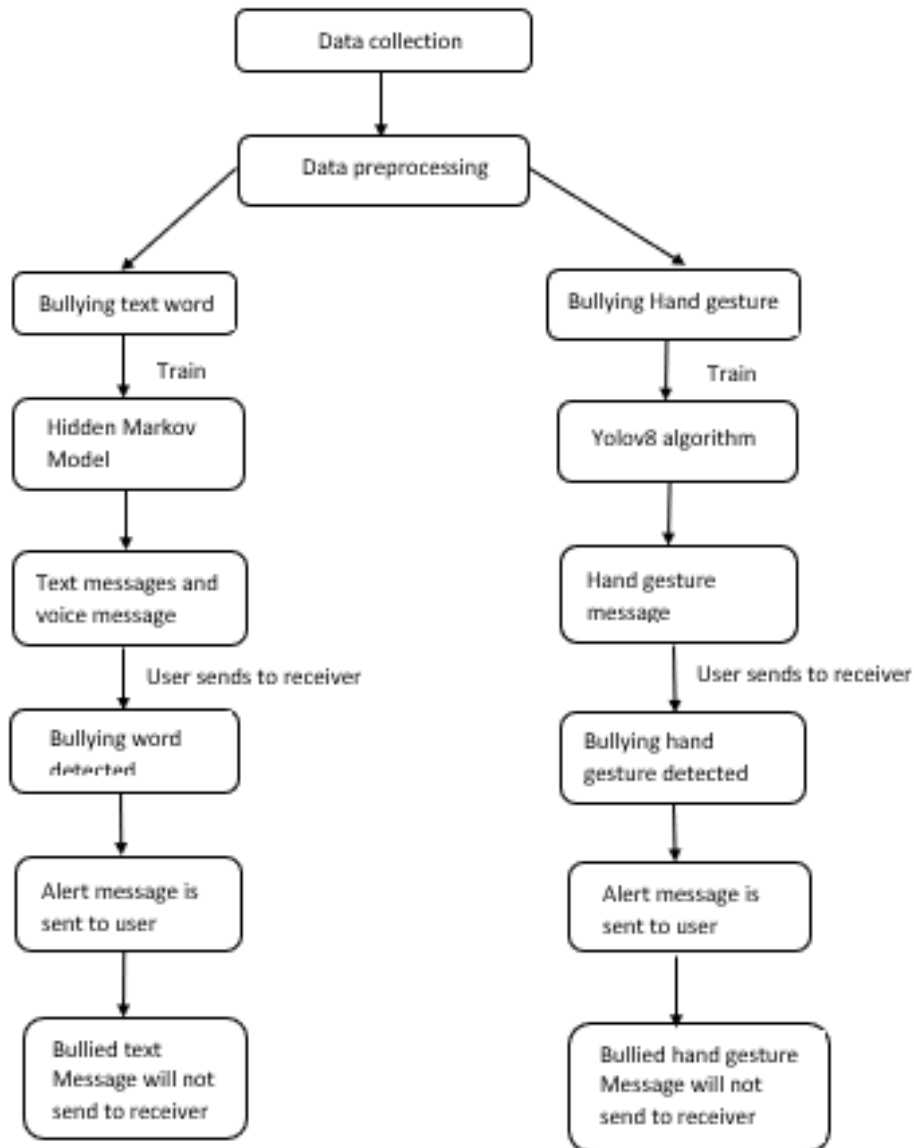 Data collection
Data preprocessing
Bullying text word
Bullying Hand gesture
Train
Train
Hidden Markov
Model
Yolov8 algorithm
Text messages and
voice message
Hand gesture
message
User sends to receiver
User sends to receiver
Bullying word
detected
Bullying hand
gesture detected
Alert message is
sent to user
Alert message is
sent to user
Bullied text
Message will not
send to receiver
Bullied hand gesture
Message will not
send to receiver